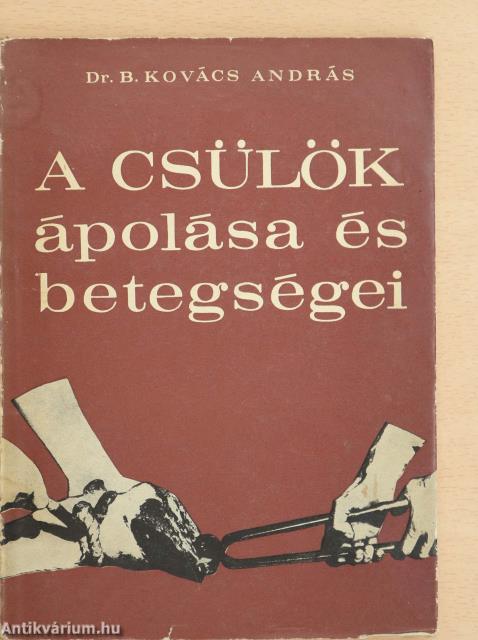 Dr. B. KOVÁCS ANDRÁS
A CSÜLÖK
ápolása és
betegségei
Antikvárium.hu